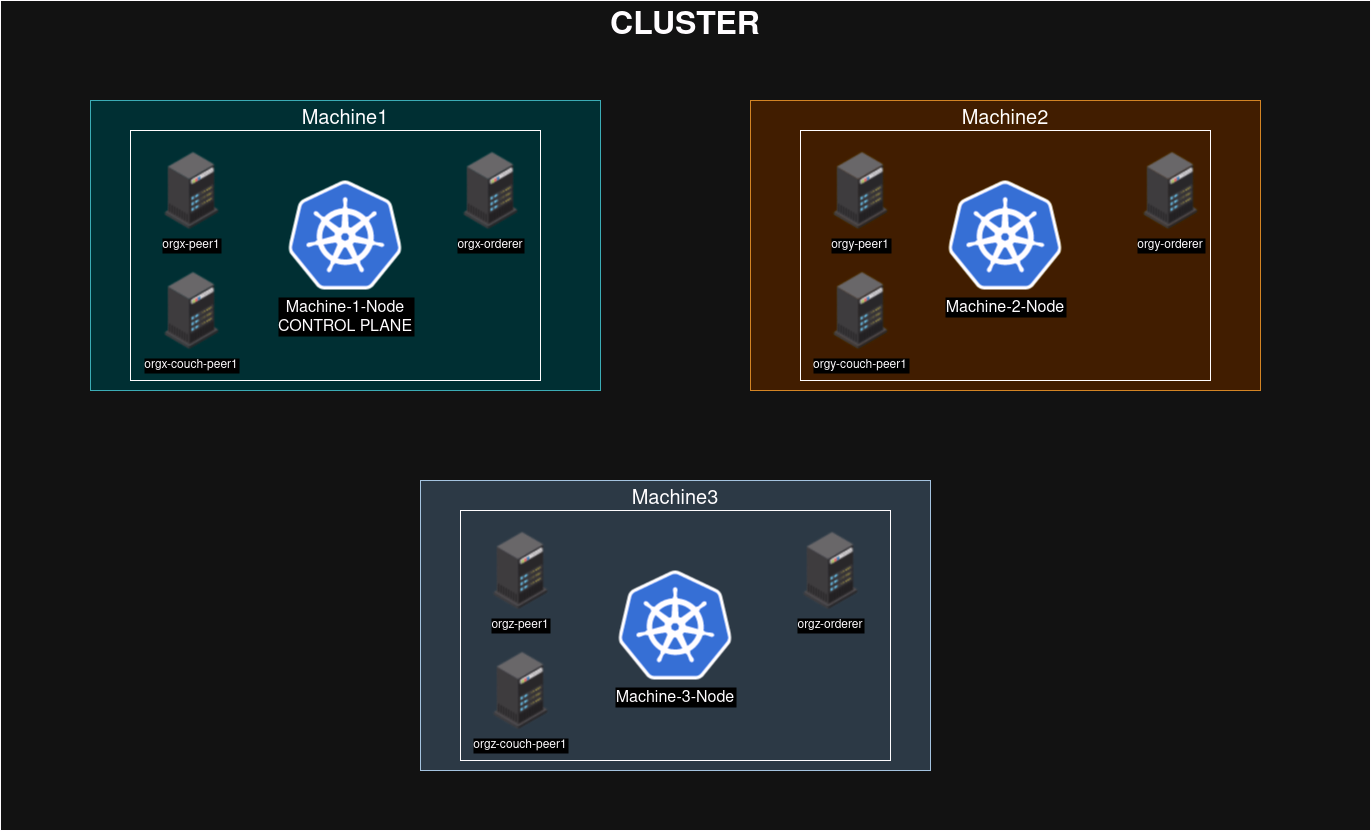 CLUSTER
Machine1
orgx-peer1
orgx-orderer
Machine-1-Node
CONTROL PLANE
orgx-couch-peer1
Machine2
orgy-peer1
orgy-orderer
Machine-2-Node
orgy-couch-peer1
Machine3
orgz-peer1
orgz-orderer
Machine-3-Node
orgz-couch-peer1